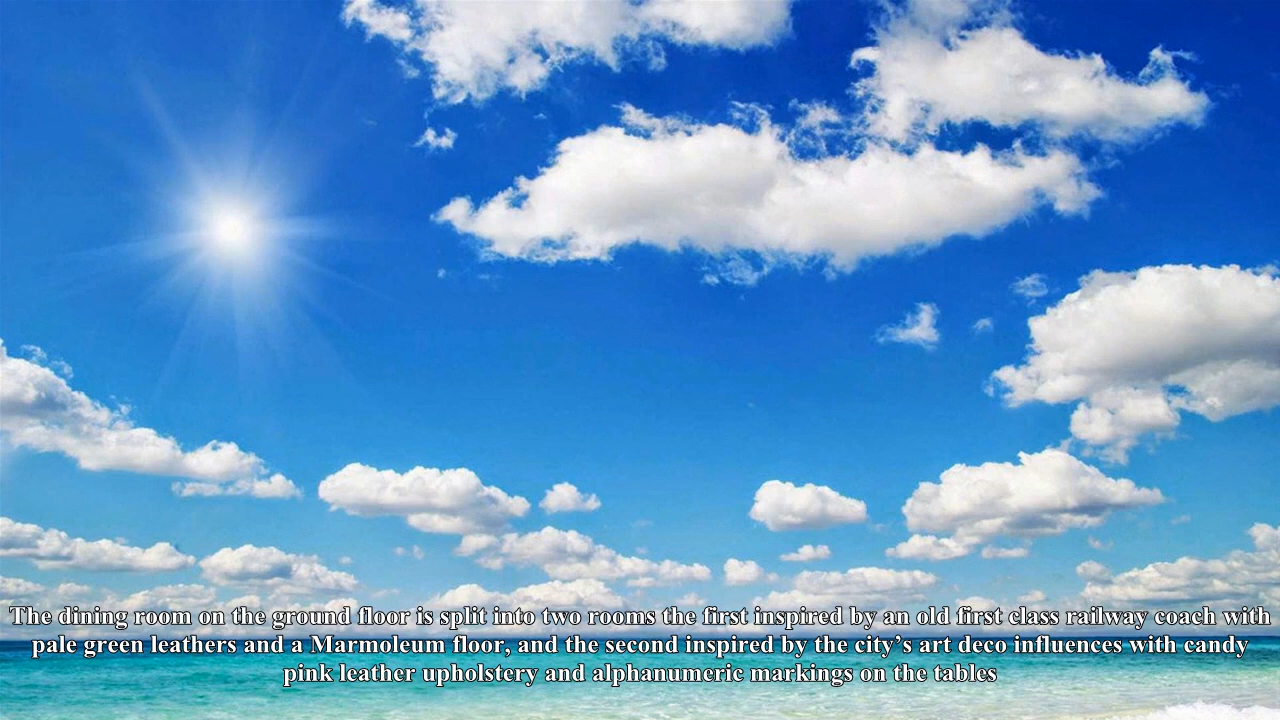 The dining room on the ground floor is split into two rooms the first inspired by an old first class railway coach with
pale green leathers and a Marmoleum floor, and the second inspired by the city’s art deco influences with candy
pink leather upholstery and alphanumeric markings on the tables